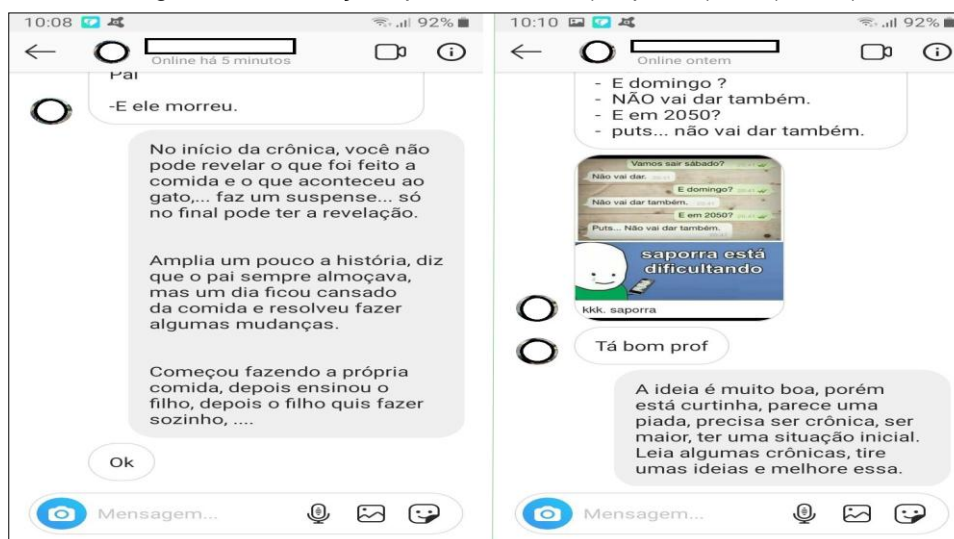 10:08
92%
Online há 5 minutos
Pai
-E ele morreu.
No início da crônica, você não
pode revelar o que foi feito a
comida e o que aconteceu ao
gato,... faz um suspense... só
no final pode ter a revelação.
Amplia um pouco a história, diz
que o pai sempre almoçava,
mas um dia ficou cansado
da comida e resolveu fazer
algumas mudanças.
Começou fazendo a própria
comida, depois ensinou o
filho, depois o filho quis fazer
sozinho, ....
Ok
Mensagem...
10:10
92%
Online ontem
- E domingo ?
- NÃO vai dar também.
- E em 2050?
- puts... não vai dar também.
Vamos sair sábado?
Não vai dar.
E domingo?
Não vai dar também.
E em 2050?
Puts... Não vai dar também.
saporra está
dificultando
kkk. saporra
Tá bom prof
A ideia é muito boa, porém
está curtinha, parece uma
piada, precisa ser crônica, ser
maior, ter uma situação inicial.
Leia algumas crônicas, tire
umas ideias e melhore essa.
Mensagem...